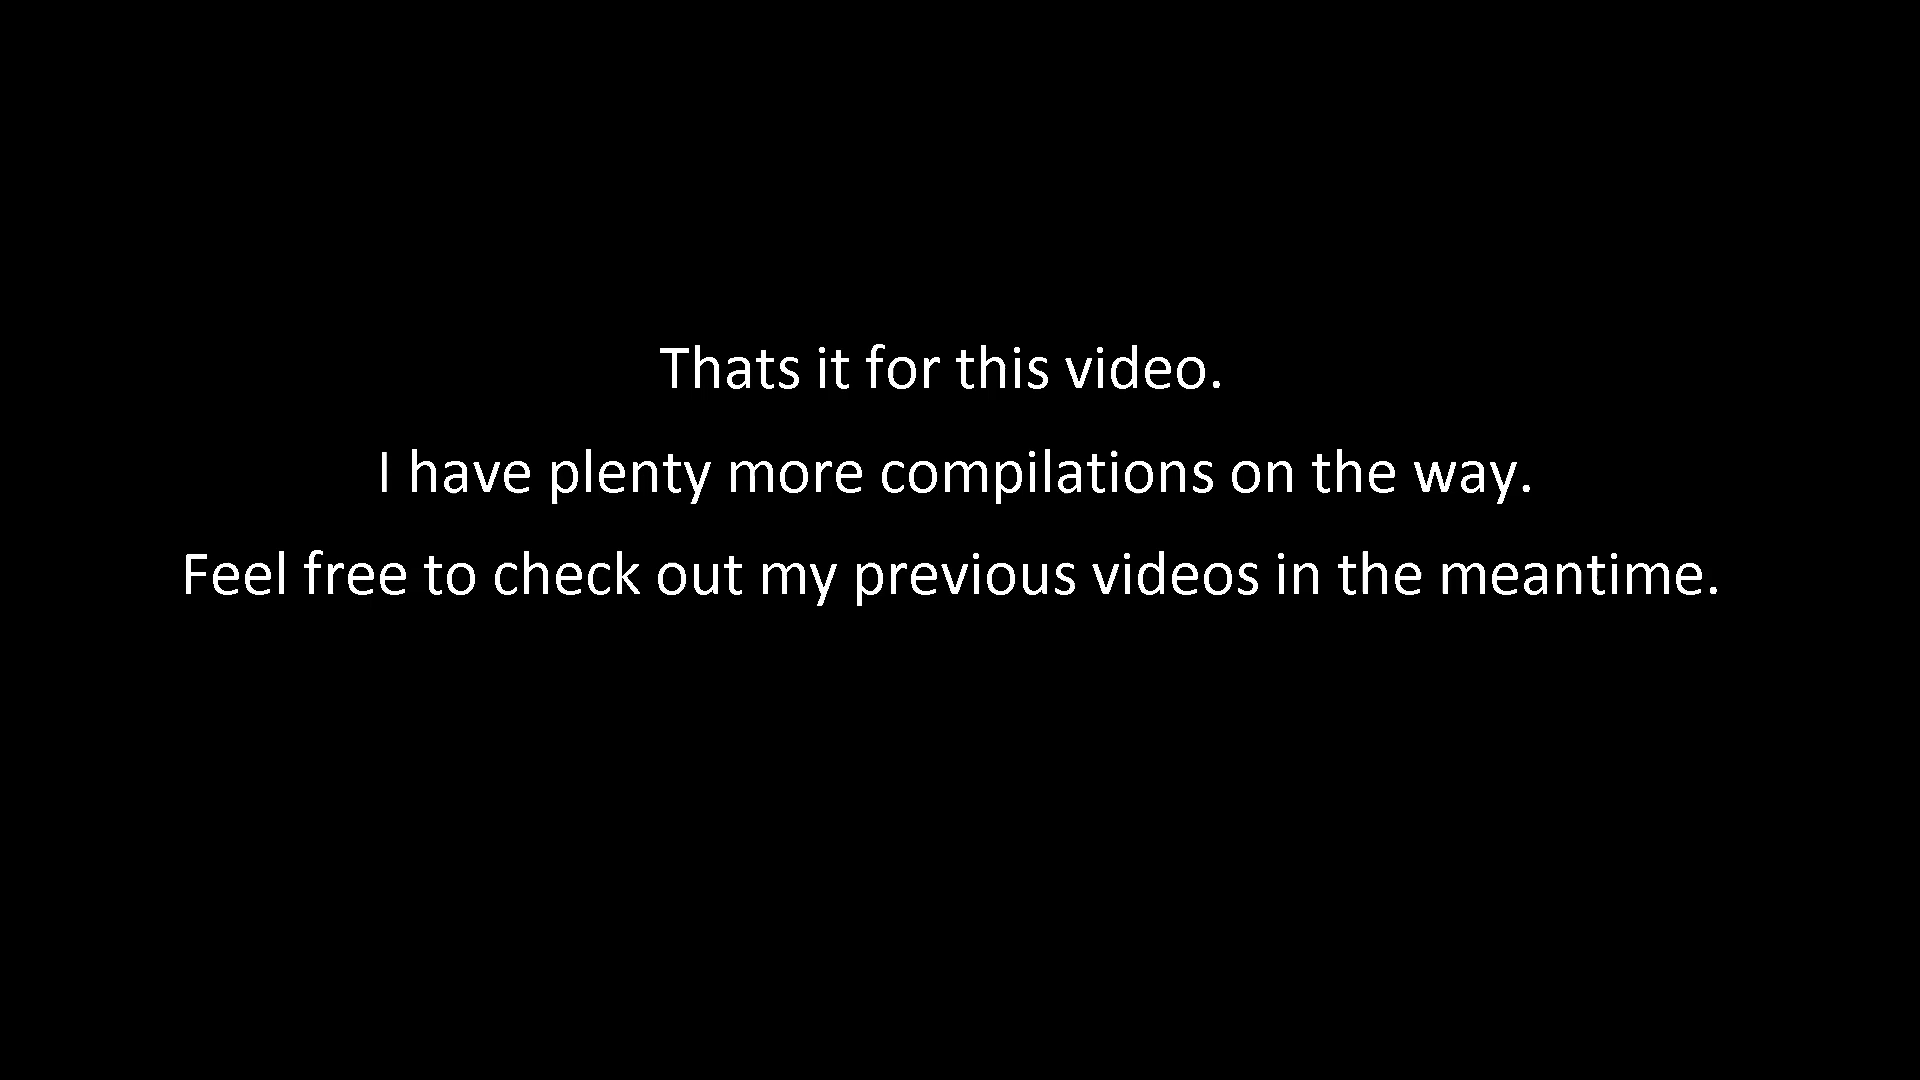 Thats it for this video.
I have plenty more compilations on the way.
Feel free to check out my previous videos in the meantime.